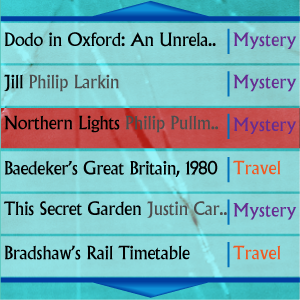 Dodo in Oxford: An Unrela.. Mystery
Jill Philip Larkin Mystery
Northern Lights Philip Pullm.. Mystery
Baedeker's Great Britain, 1980 Travel
This Secret Garden Justin Car.. Mystery
Bradshaw's Rail Timetable Travel